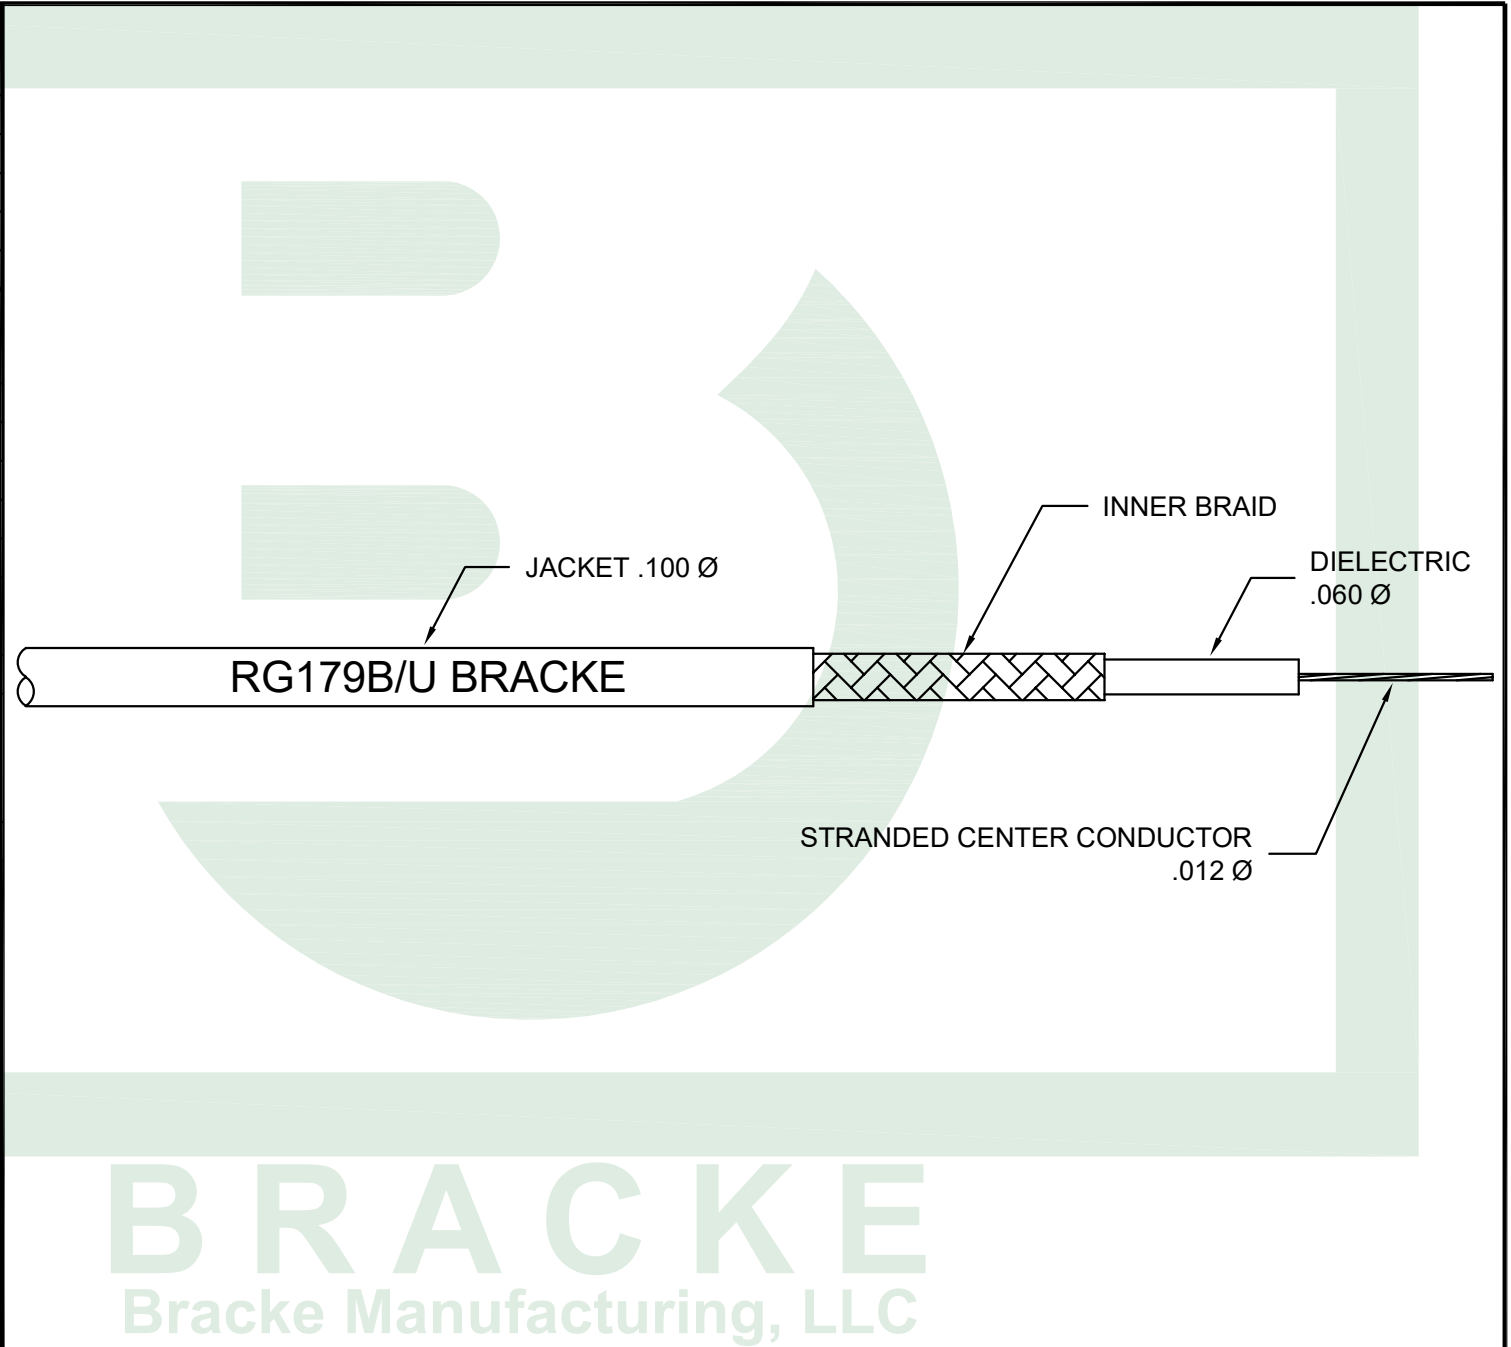 INNER BRAID
DIELECTRIC
.060 Ø
JACKET .100 Ø
RG179B/U BRACKE
STRANDED CENTER CONDUCTOR
.012 Ø
BRACKE
Bracke Manufacturing, LLC